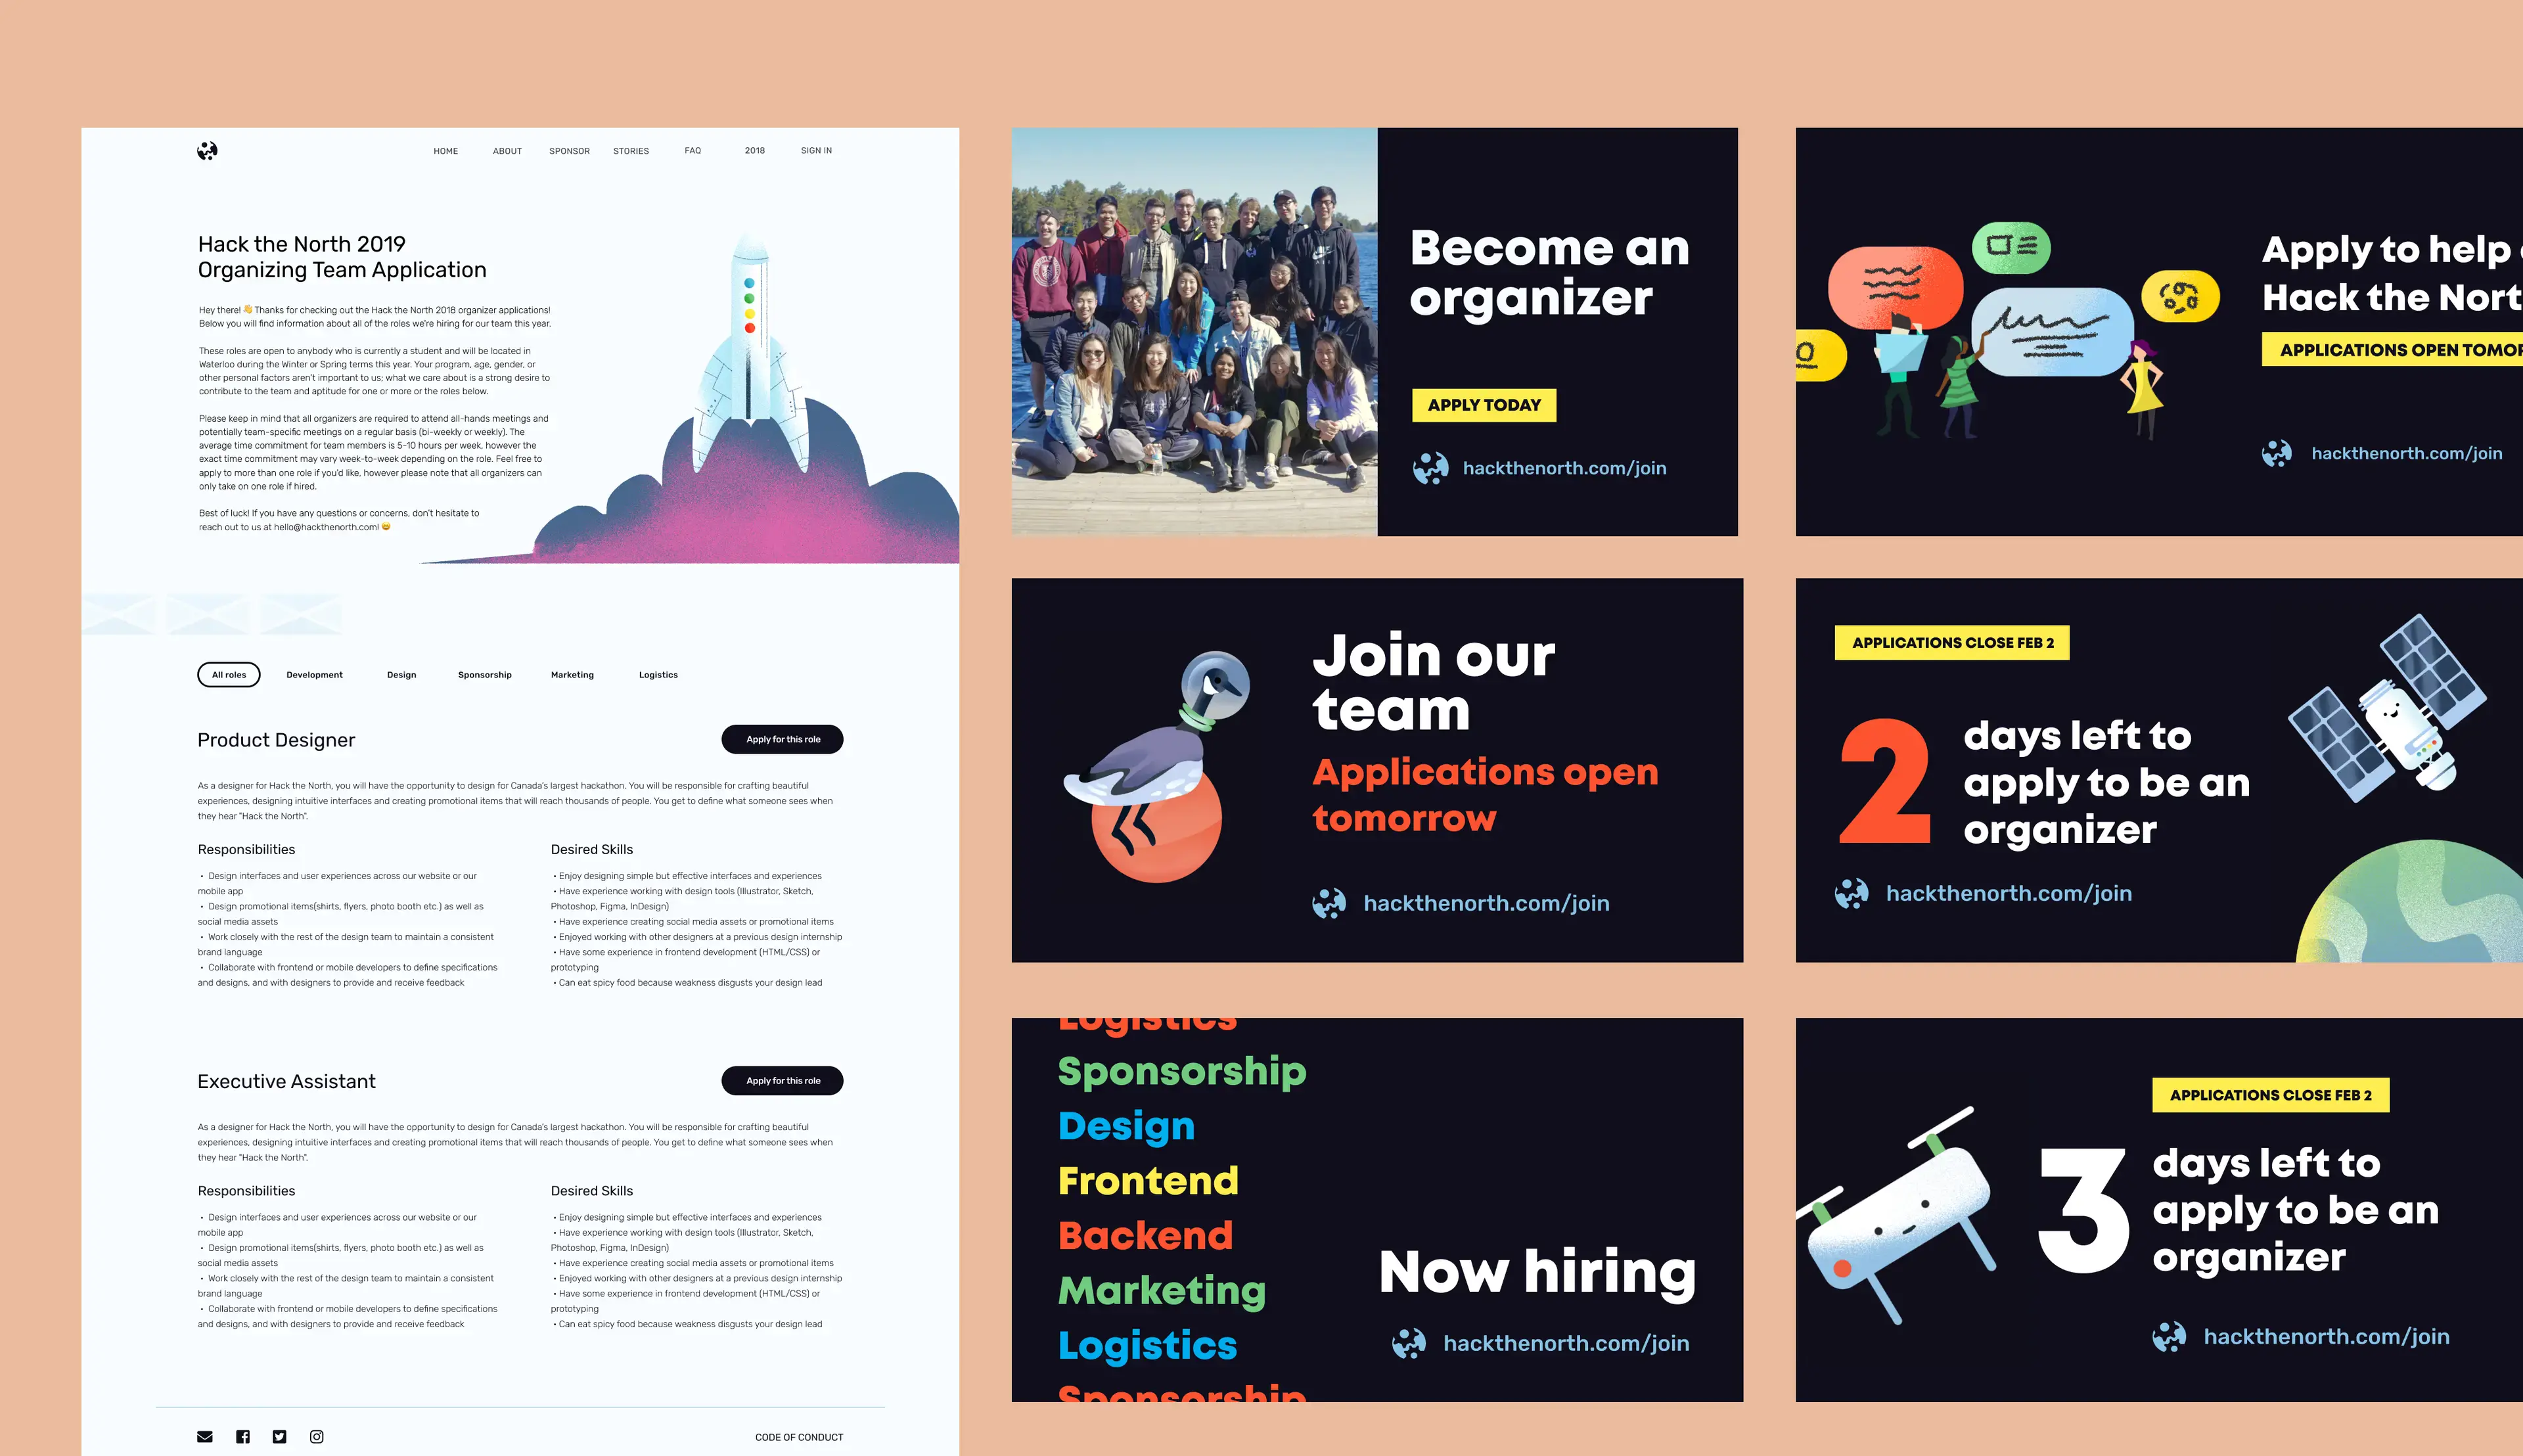 HOME ABOUT SPONSOR STORIES FAQ 2018 SIGN IN
Hack the North 2019
Organizing Team Application
Hey there! 👋 Thanks for checking out the Hack the North 2018 organizer applications!
Below you will find information about all of the roles we're hiring for our team this year.
These roles are open to anybody who is currently a student and will be located in
Waterloo during the Winter or Spring terms this year. Your program, age, gender, or
other personal factors aren't important to us; what we care about is a strong desire to
contribute to the team and aptitude for one or more or the roles below.
Please keep in mind that all organizers are required to attend all-hands meetings and
potentially team-specific meetings on a regular basis (bi-weekly or weekly). The
average time commitment for team members is 5-10 hours per week, however the
exact time commitment may vary week-to-week depending on the role. Feel free to
apply to more than one role if you'd like, however please note that all organizers can
only take on one role if hired.
Best of luck! If you have any questions or concerns, don't hesitate to
reach out to us at hello@hackthenorth.com! 😄
All roles Development Design Sponsorship Marketing Logistics
Product Designer
Apply for this role
As a designer for Hack the North, you will have the opportunity to design for Canada's largest hackathon. You will be responsible for crafting beautiful
experiences, designing intuitive interfaces and creating promotional items that will reach thousands of people. You get to define what someone sees when
they hear "Hack the North".
Responsibilities
• Design interfaces and user experiences across our website or our
mobile app
• Design promotional items(shirts, flyers, photo booth etc.) as well as
social media assets
• Work closely with the rest of the design team to maintain a consistent
brand language
• Collaborate with frontend or mobile developers to define specifications
and designs, and with designers to provide and receive feedback
Desired Skills
• Enjoy designing simple but effective interfaces and experiences
• Have experience working with design tools (Illustrator, Sketch,
Photoshop, Figma, InDesign)
• Have experience creating social media assets or promotional items
• Enjoyed working with other designers at a previous design internship
• Have some experience in frontend development (HTML/CSS) or
prototyping
• Can eat spicy food because weakness disgusts your design lead
Executive Assistant
Apply for this role
As a designer for Hack the North, you will have the opportunity to design for Canada's largest hackathon. You will be responsible for crafting beautiful
experiences, designing intuitive interfaces and creating promotional items that will reach thousands of people. You get to define what someone sees when
they hear "Hack the North".
Responsibilities
• Design interfaces and user experiences across our website or our
mobile app
• Design promotional items(shirts, flyers, photo booth etc.) as well as
social media assets
• Work closely with the rest of the design team to maintain a consistent
brand language
• Collaborate with frontend or mobile developers to define specifications
and designs, and with designers to provide and receive feedback
Desired Skills
• Enjoy designing simple but effective interfaces and experiences
• Have experience working with design tools (Illustrator, Sketch,
Photoshop, Figma, InDesign)
• Have experience creating social media assets or promotional items
• Enjoyed working with other designers at a previous design internship
• Have some experience in frontend development (HTML/CSS) or
prototyping
• Can eat spicy food because weakness disgusts your design lead
CODE OF CONDUCT
Become an
organizer
APPLY TODAY
hackthenorth.com/join
Apply to help
Hack the Nort
APPLICATIONS OPEN TOMOR
hackthenorth.com/join
Join our
team
Applications open
tomorrow
hackthenorth.com/join
APPLICATIONS CLOSE FEB 2
2
days left to
apply to be an
organizer
hackthenorth.com/join
Logistics
Sponsorship
Design
Frontend
Backend
Marketing
Logistics
Sponsorship
Now hiring
hackthenorth.com/join
APPLICATIONS CLOSE FEB 2
3
days left to
apply to be an
organizer
hackthenorth.com/join